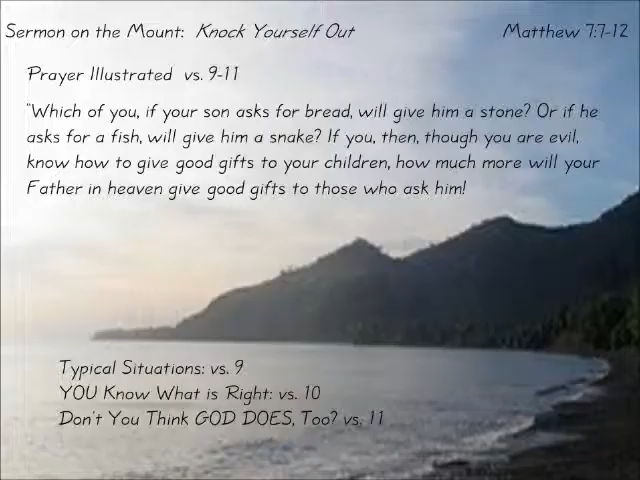 Sermon on the Mount: Knock Yourself Out Matthew 7:7-12
Prayer Illustrated vs. 9-11
"Which of you, if your son asks for bread, will give him a stone? Or if he
asks for a fish, will give him a snake? If you, then, though you are evil,
know how to give good gifts to your children, how much more will your
Father in heaven give good gifts to those who ask him!
Typical Situations: vs. 9
YOU Know What is Right: vs. 10
Don't You Think GOD DOES, Too? vs. 11